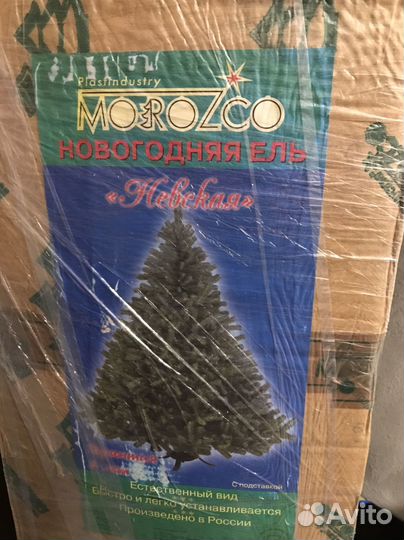 Plastindustry
MOROZCO
НОВОГОДНЯЯ ЕЛЬ
«Невская»
С подставкой
Естественный вид
Быстро и легко устанавливается
Произведено в России
Avito